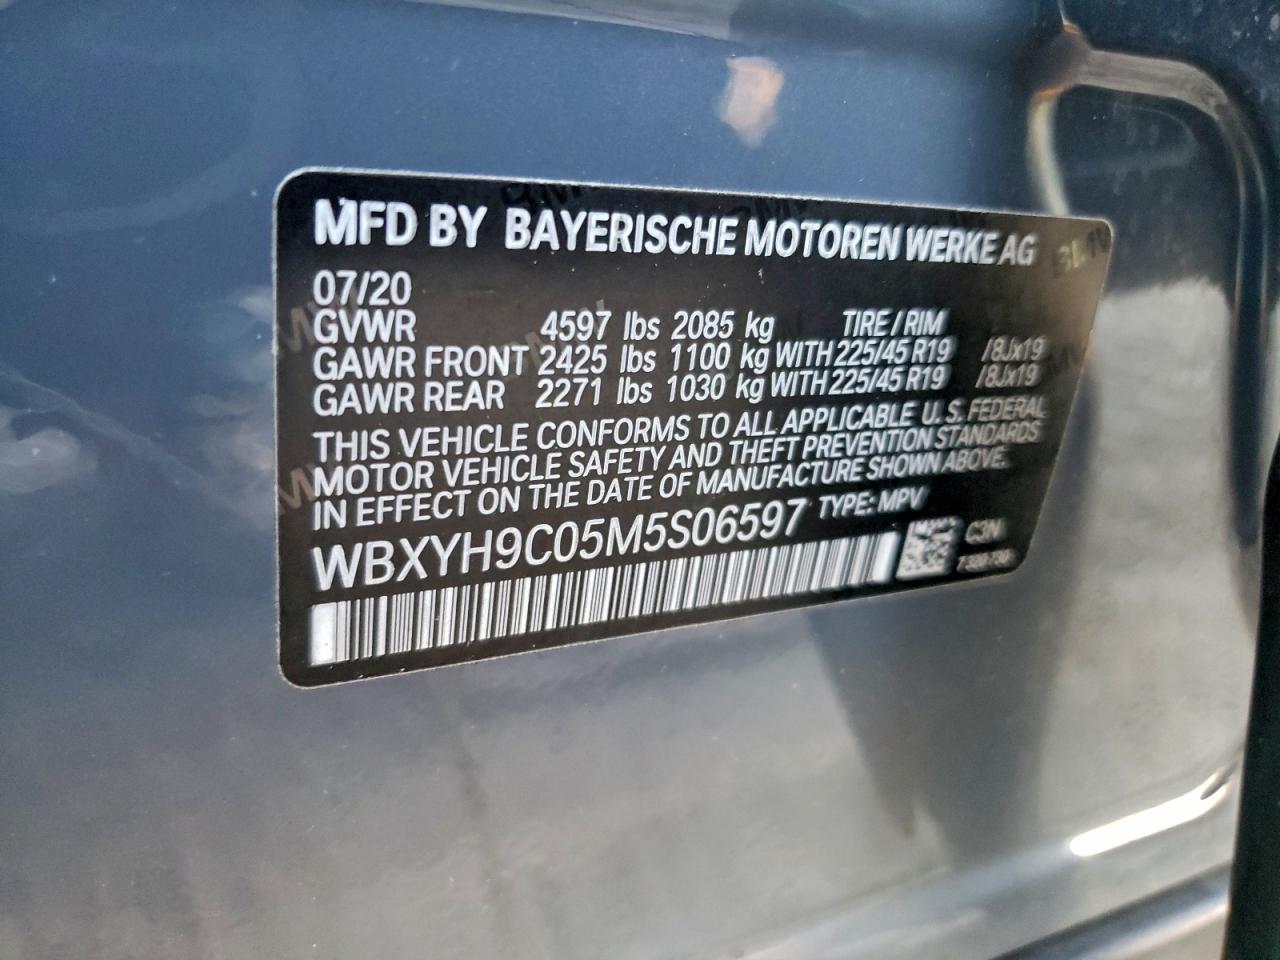 MFD BY BAYERISCHE MOTOREN WERKE AG
07/20
GVWR 4597 lbs 2085 kg TIRE / RIM
GAWR FRONT 2425 lbs 1100 kg WITH 225/45 R19 /8Jx19
GAWR REAR 2271 lbs 1030 kg WITH 225/45 R19 /8Jx19
THIS VEHICLE CONFORMS TO ALL APPLICABLE U.S. FEDERAL
MOTOR VEHICLE SAFETY AND THEFT PREVENTION STANDARDS
IN EFFECT ON THE DATE OF MANUFACTURE SHOWN ABOVE.
WBXYH9C05M5S06597 TYPE: MPV
C3N